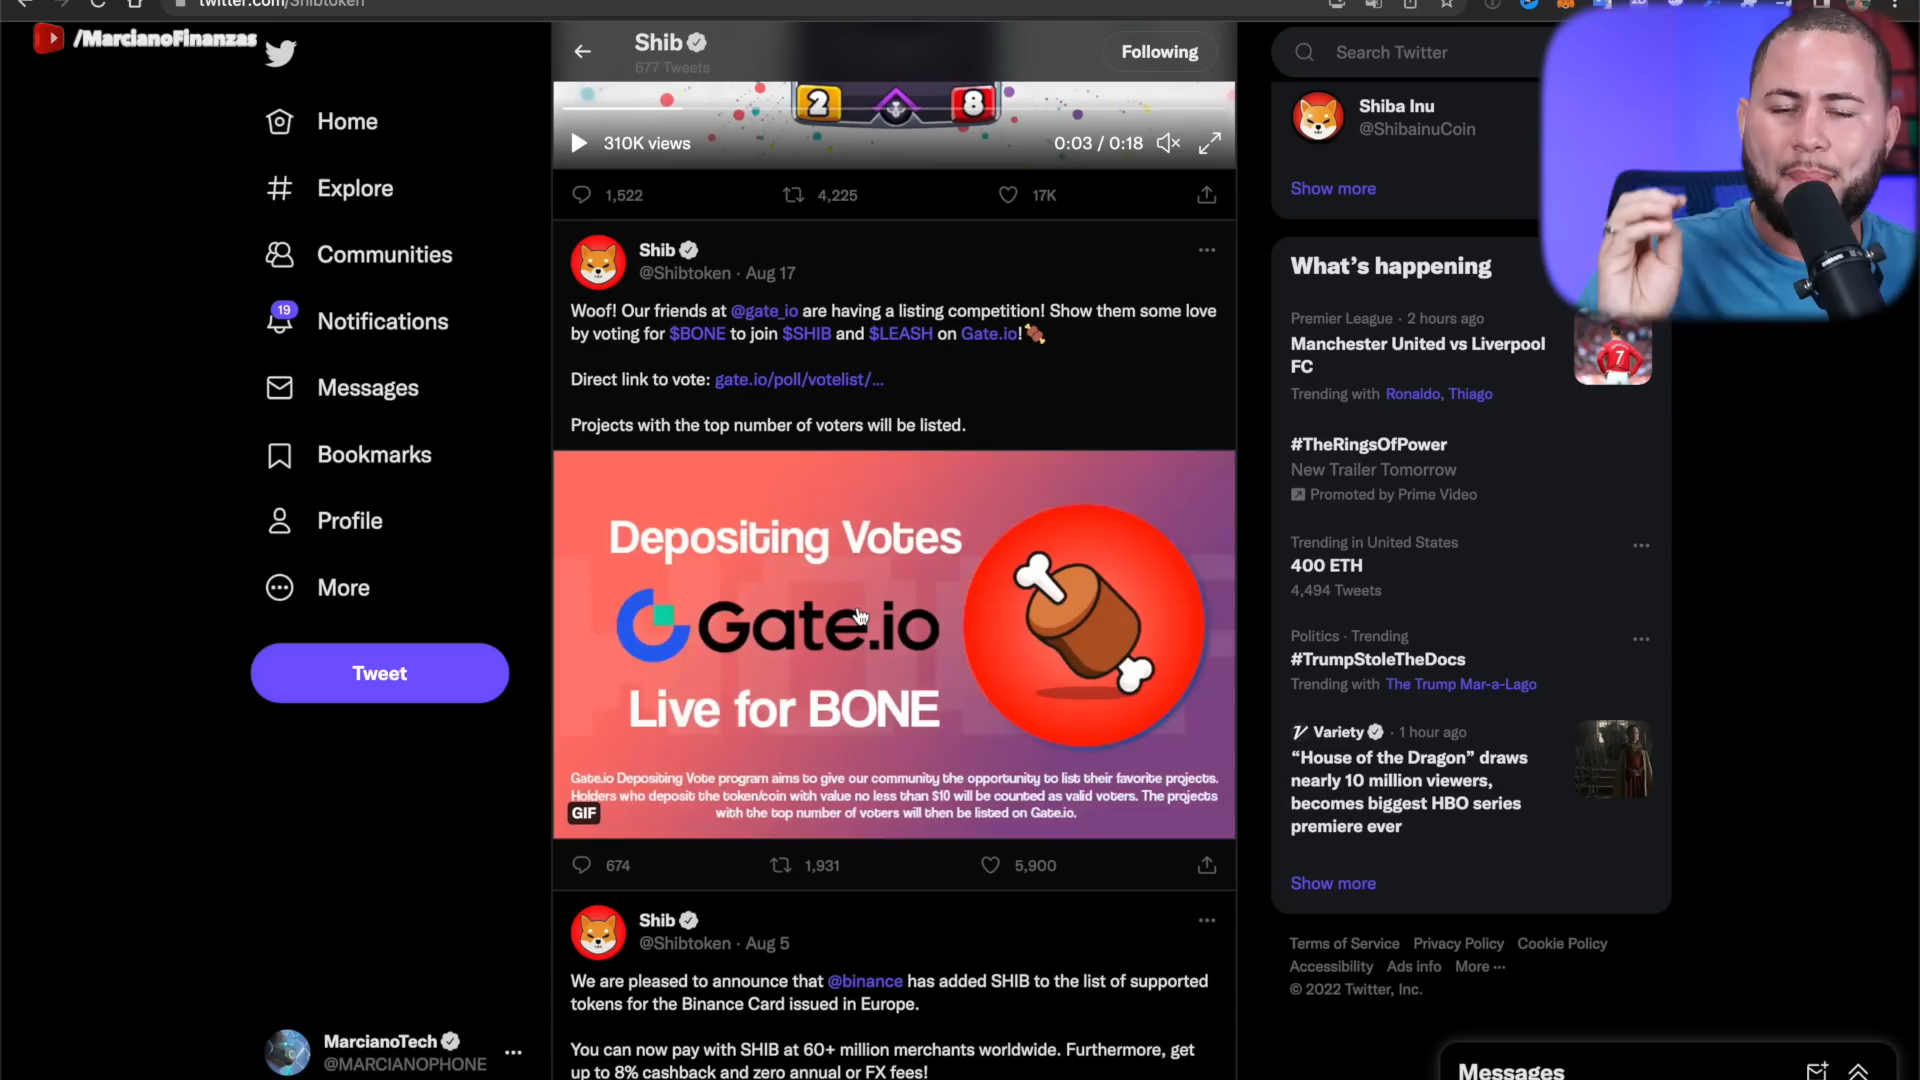 twitter.com/Shibtoken
/MarcianoFinanzas
Home
Explore
Communities
19
Notifications
Messages
Bookmarks
Profile
More
Tweet
MarcianoTech
@MARCIANOPHONE
Shib
677 Tweets
Following
2
8
310K views
0:03 / 0:18
1,522
4,225
17K
Shib
@Shibtoken · Aug 17
Woof! Our friends at @gate_io are having a listing competition! Show them some love
by voting for $BONE to join $SHIB and $LEASH on Gate.io!
Direct link to vote: gate.io/poll/votelist/…
Projects with the top number of voters will be listed.
Depositing Votes
Gate.io
Live for BONE
Gate.io Depositing Vote program aims to give our community the opportunity to list their favorite projects.
Holders who deposit the token/coin with value no less than $10 will be counted as valid voters. The projects
with the top number of voters will then be listed on Gate.io.
GIF
674
1,931
5,900
Shib
@Shibtoken · Aug 5
We are pleased to announce that @binance has added SHIB to the list of supported
tokens for the Binance Card issued in Europe.
You can now pay with SHIB at 60+ million merchants worldwide. Furthermore, get
up to 8% cashback and zero annual or FX fees!
Search Twitter
Shiba Inu
@ShibainuCoin
Show more
What's happening
Premier League · 2 hours ago
Manchester United vs Liverpool
FC
Trending with Ronaldo, Thiago
7
#TheRingsOfPower
New Trailer Tomorrow
Promoted by Prime Video
Trending in United States
400 ETH
4,494 Tweets
Politics · Trending
#TrumpStoleTheDocs
Trending with The Trump Mar-a-Lago
Variety · 1 hour ago
“House of the Dragon” draws
nearly 10 million viewers,
becomes biggest HBO series
premiere ever
Show more
Terms of Service Privacy Policy Cookie Policy
Accessibility Ads info More
© 2022 Twitter, Inc.
Messages